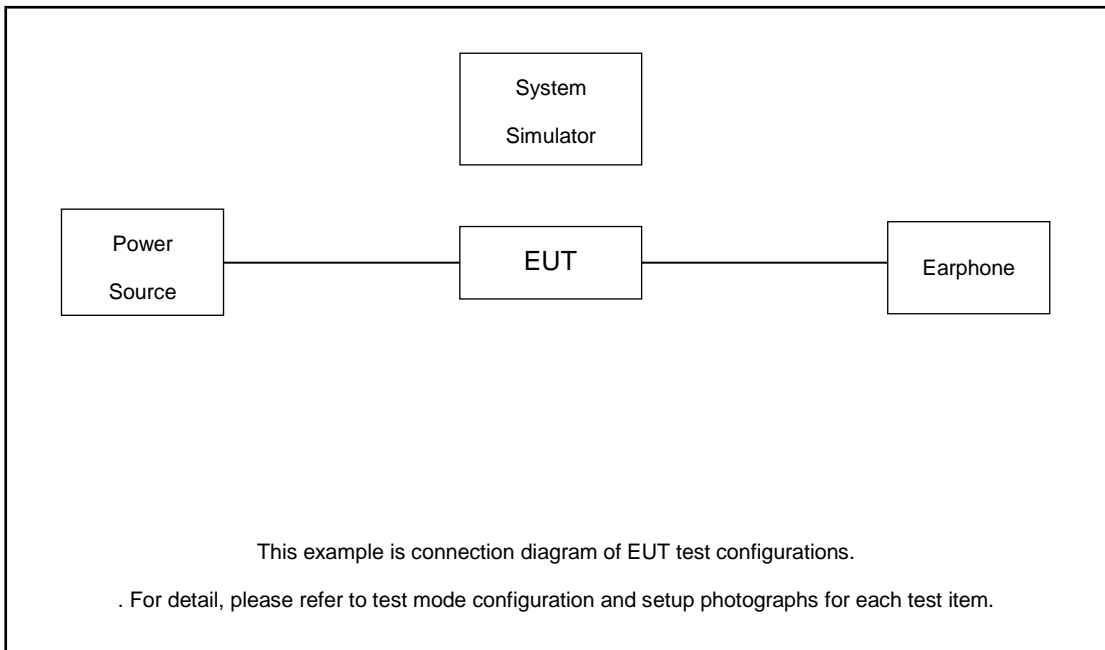 System
Simulator
Power
Source
EUT
Earphone
This example is connection diagram of EUT test configurations.
. For detail, please refer to test mode configuration and setup photographs for each test item.